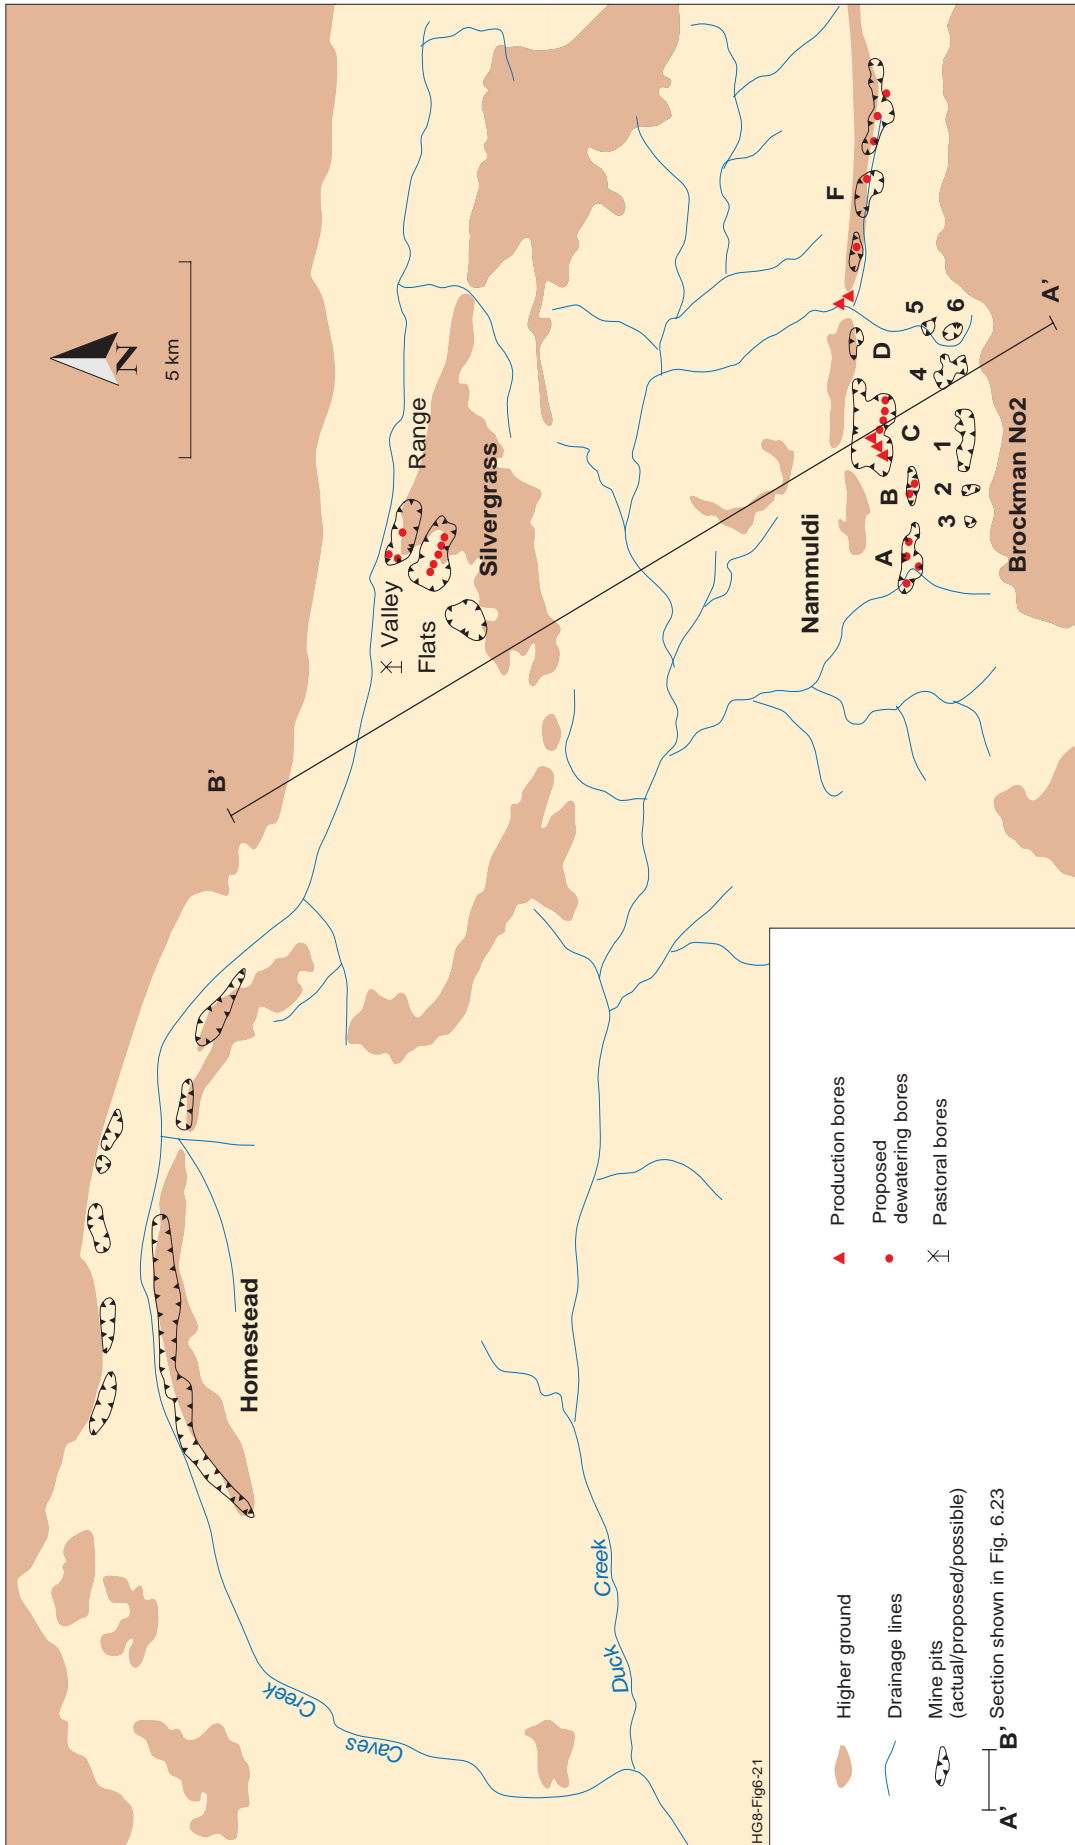 N
5 km
B'
Valley
Flats
Range
Silvergrass
Homestead
Caves
Creek
Duck
Creek
Nammuldi
A
B
C
D
F
3
2
1
4
5
6
Brockman No2
A'
Higher ground
Drainage lines
Mine pits
(actual/proposed/possible)
A' B' Section shown in Fig. 6.23
Production bores
Proposed
dewatering bores
Pastoral bores
HG8-Fig6-21